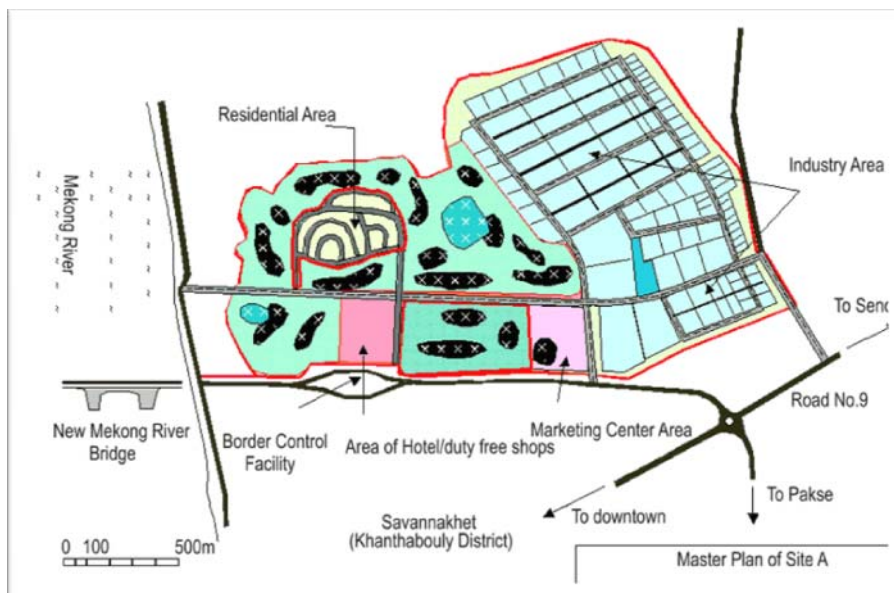 Residential Area
Mekong River
Industry Area
To Senc
Road No.9
New Mekong River
Bridge
Border Control
Facility
Area of Hotel/duty free shops
Marketing Center Area
To Pakse
To downtown
Savannakhet
(Khanthabouly District)
0 100 500m
Master Plan of Site A